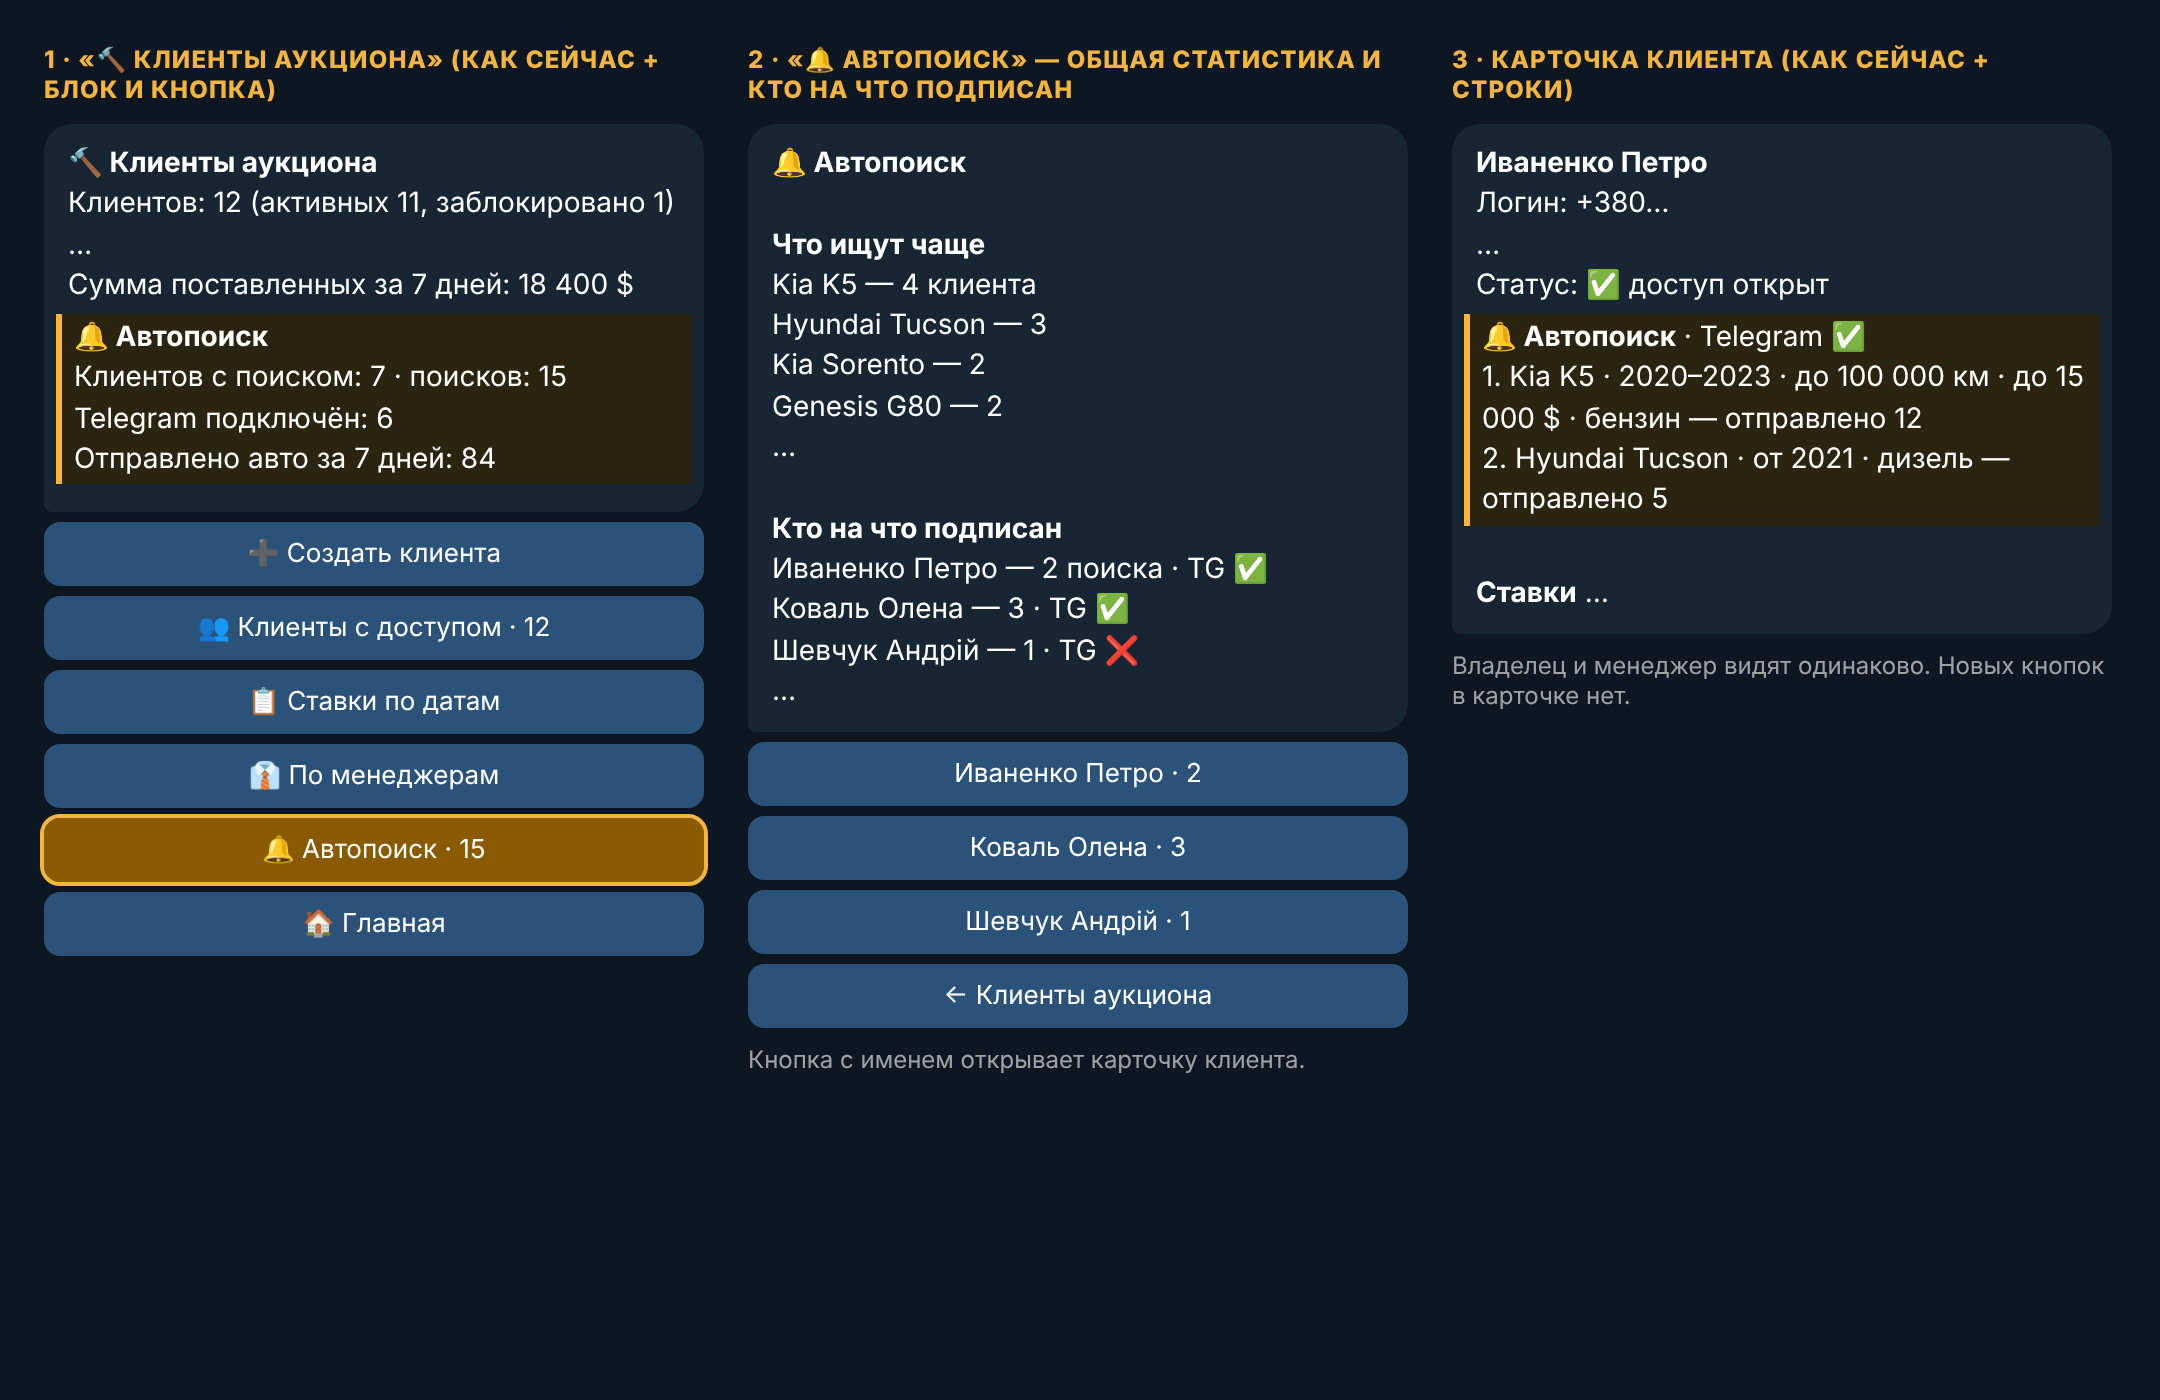 1 · «🔨 КЛИЕНТЫ АУКЦИОНА» (КАК СЕЙЧАС +
БЛОК И КНОПКА)
🔨 Клиенты аукциона
Клиентов: 12 (активных 11, заблокировано 1)
...
Сумма поставленных за 7 дней: 18 400 $
🔔 Автопоиск
Клиентов с поиском: 7 · поисков: 15
Telegram подключён: 6
Отправлено авто за 7 дней: 84
➕ Создать клиента
👥 Клиенты с доступом · 12
📋 Ставки по датам
👔 По менеджерам
🔔 Автопоиск · 15
🏠 Главная
2 · «🔔 АВТОПОИСК» — ОБЩАЯ СТАТИСТИКА И
КТО НА ЧТО ПОДПИСАН
🔔 Автопоиск
Что ищут чаще
Kia K5 — 4 клиента
Hyundai Tucson — 3
Kia Sorento — 2
Genesis G80 — 2
...
Кто на что подписан
Иваненко Петро — 2 поиска · TG ✅
Коваль Олена — 3 · TG ✅
Шевчук Андрій — 1 · TG ❌
...
Иваненко Петро · 2
Коваль Олена · 3
Шевчук Андрій · 1
← Клиенты аукциона
Кнопка с именем открывает карточку клиента.
3 · КАРТОЧКА КЛИЕНТА (КАК СЕЙЧАС +
СТРОКИ)
Иваненко Петро
Логин: +380...
...
Статус: ✅ доступ открыт
🔔 Автопоиск · Telegram ✅
1. Kia K5 · 2020–2023 · до 100 000 км · до 15
000 $ · бензин — отправлено 12
2. Hyundai Tucson · от 2021 · дизель —
отправлено 5
Ставки ...
Владелец и менеджер видят одинаково. Новых кнопок
в карточке нет.